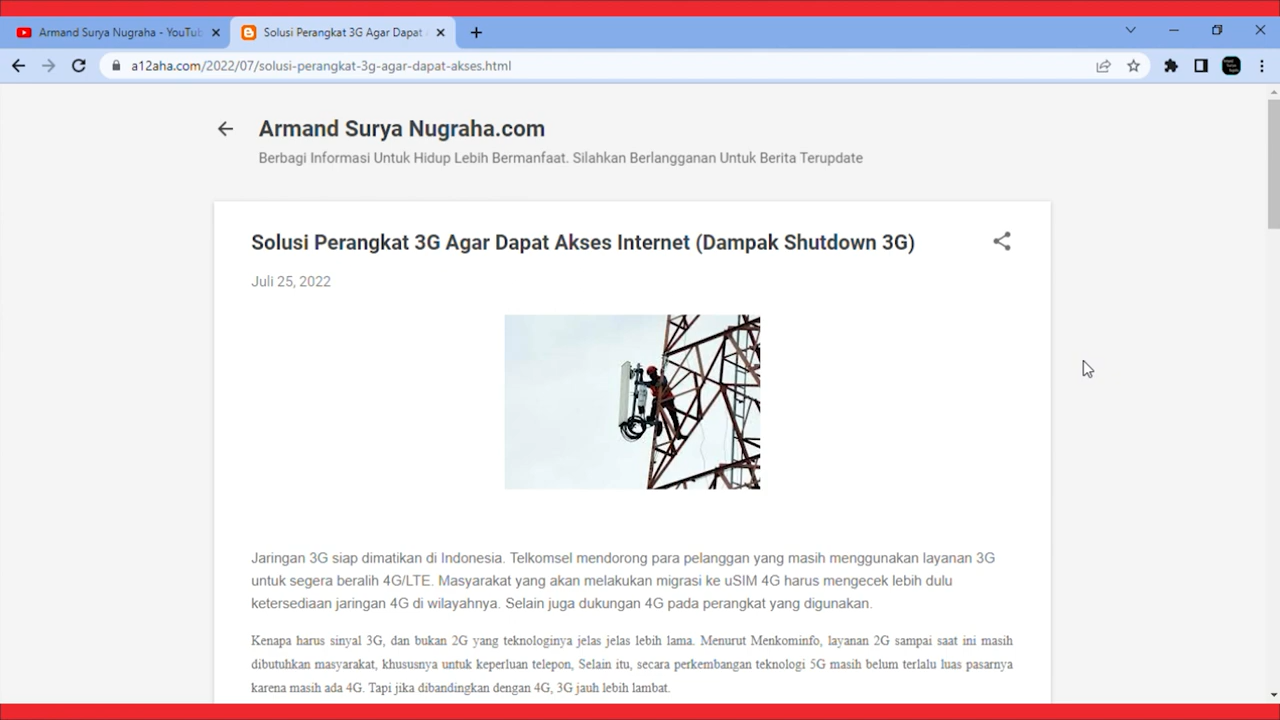 Armand Surya Nugraha - YouTu
Solusi Perangkat 3G Agar Dapat
a12aha.com/2022/07/solusi-perangkat-3g-agar-dapat-akses.html
Armand Surya Nugraha.com
Berbagi Informasi Untuk Hidup Lebih Bermanfaat. Silahkan Berlangganan Untuk Berita Terupdate
Solusi Perangkat 3G Agar Dapat Akses Internet (Dampak Shutdown 3G)
Juli 25, 2022
Jaringan 3G siap dimatikan di Indonesia. Telkomsel mendorong para pelanggan yang masih menggunakan layanan 3G
untuk segera beralih 4G/LTE. Masyarakat yang akan melakukan migrasi ke uSIM 4G harus mengecek lebih dulu
ketersediaan jaringan 4G di wilayahnya. Selain juga dukungan 4G pada perangkat yang digunakan.
Kenapa harus sinyal 3G, dan bukan 2G yang teknologinya jelas jelas lebih lama. Menurut Menkominfo, layanan 2G sampai saat ini masih
dibutuhkan masyarakat, khususnya untuk keperluan telepon, Selain itu, secara perkembangan teknologi 5G masih belum terlalu luas pasarnya
karena masih ada 4G. Tapi jika dibandingkan dengan 4G, 3G jauh lebih lambat.